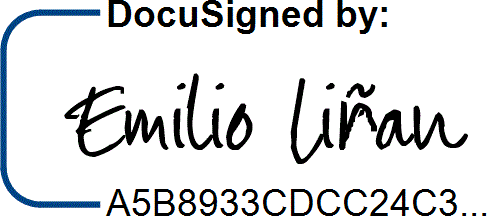 DocuSigned by:
Emilio Liñan
A5B8933CDCC24C3...